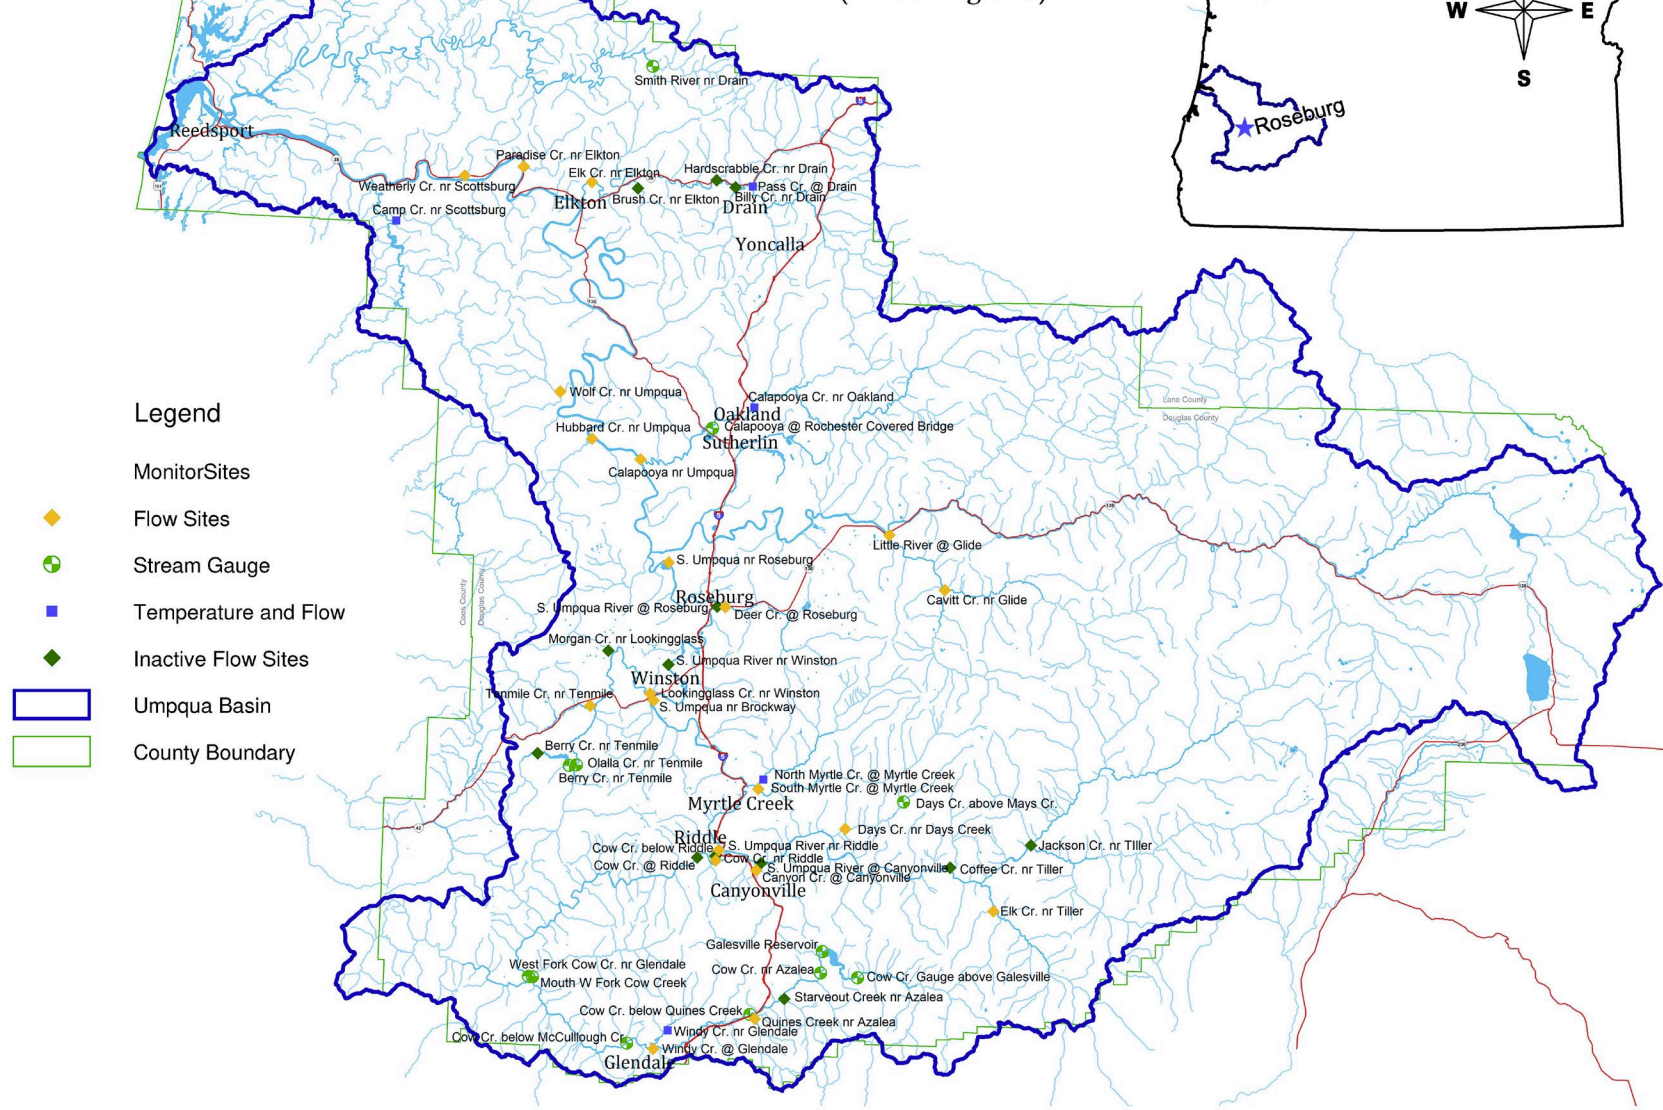 W E
S
Roseburg
Smith River nr Drain
Reedsport
Paradise Cr. nr Elkton
Hardscrabble Cr. nr Drain
Elk Cr. nr Elkton
Weatherly Cr. nr Scottsburg
Pass Cr. @ Drain
Brush Cr. nr Elkton
Billy Cr. nr Drain
Elkton
Drain
Camp Cr. nr Scottsburg
Yoncalla
Wolf Cr. nr Umpqua
Calapooya Cr. nr Oakland
Oakland
Hubbard Cr. nr Umpqua
Calapooya @ Rochester Covered Bridge
Sutherlin
Calapooya nr Umpqua
Lane County
Douglas County
Legend
MonitorSites
Flow Sites
Stream Gauge
Temperature and Flow
Inactive Flow Sites
Umpqua Basin
County Boundary
Coos County
Douglas County
Little River @ Glide
S. Umpqua nr Roseburg
Cavitt Cr. nr Glide
Roseburg
S. Umpqua River @ Roseburg
Deer Cr. @ Roseburg
Morgan Cr. nr Lookingglass
S. Umpqua River nr Winston
Winston
Tenmile Cr. nr Tenmile
Lookingglass Cr. nr Winston
S. Umpqua nr Brockway
Berry Cr. nr Tenmile
Olalla Cr. nr Tenmile
Berry Cr. nr Tenmile
North Myrtle Cr. @ Myrtle Creek
South Myrtle Cr. @ Myrtle Creek
Myrtle Creek
Days Cr. above Mays Cr.
Days Cr. nr Days Creek
Riddle
Cow Cr. below Riddle
S. Umpqua River nr Riddle
Cow Cr. nr Riddle
Cow Cr. @ Riddle
S. Umpqua River @ Canyonville
Canyon Cr. @ Canyonville
Canyonville
Jackson Cr. nr TIller
Coffee Cr. nr Tiller
Elk Cr. nr Tiller
Galesville Reservoir
West Fork Cow Cr. nr Glendale
Cow Cr. nr Azalea
Cow Cr. Gauge above Galesville
Mouth W Fork Cow Creek
Starveout Creek nr Azalea
Cow Cr. below Quines Creek
Quines Creek nr Azalea
Windy Cr. nr Glendale
Cow Cr. below McCulllough Cr.
Windy Cr. @ Glendale
Glendale